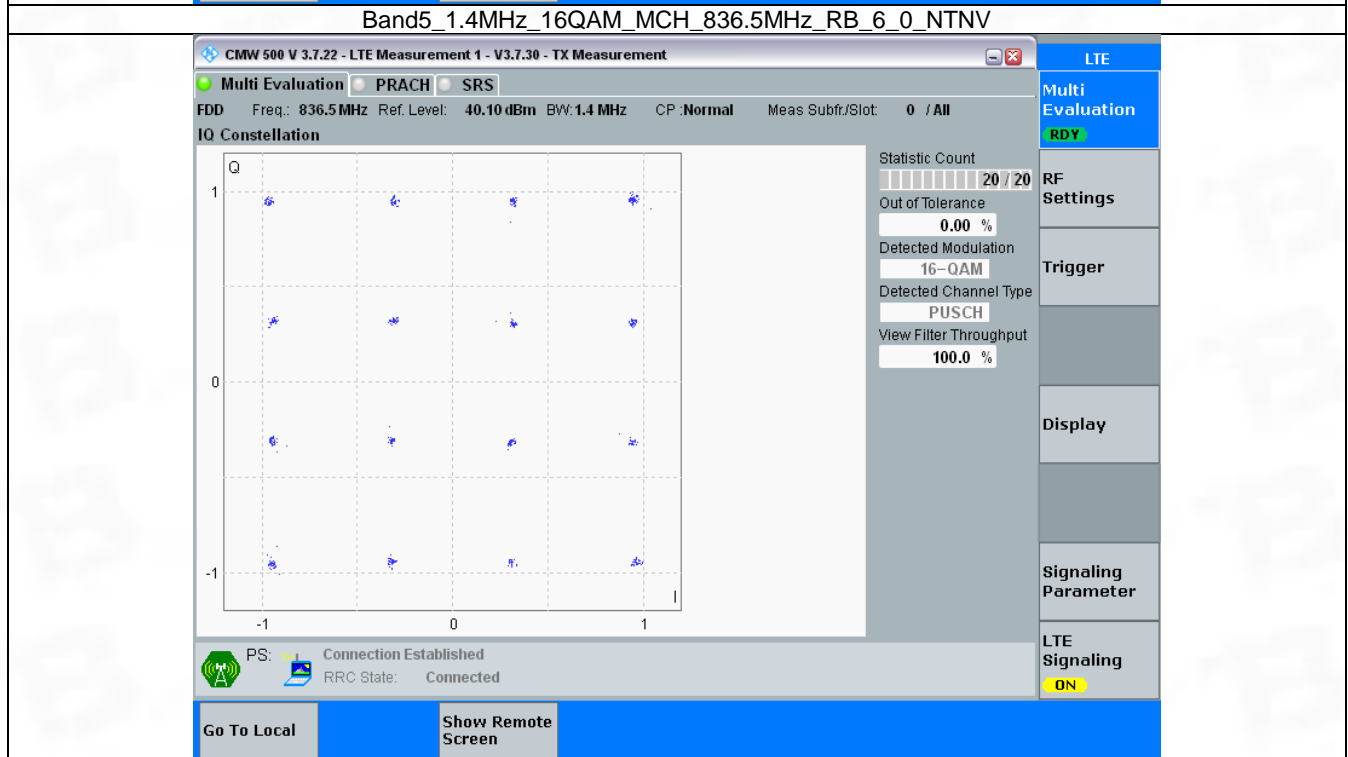 Band5_1.4MHz_16QAM_MCH_836.5MHz_RB_6_0_NTNV
CMW 500 V 3.7.22 - LTE Measurement 1 - V3.7.30 - TX Measurement
LTE
Multi Evaluation PRACH SRS
Multi
Evaluation
RDY
FDD Freq.: 836.5 MHz Ref. Level: 40.10 dBm BW: 1.4 MHz CP :Normal Meas Subfr./Slot: 0 / All
IQ Constellation
Q
1
0
-1
-1 0 1
I
Statistic Count
20 / 20
Out of Tolerance
0.00 %
Detected Modulation
16-QAM
Detected Channel Type
PUSCH
View Filter Throughput
100.0 %
RF
Settings
Trigger
Display
Signaling
Parameter
LTE
Signaling
ON
PS: Connection Established
RRC State: Connected
Go To Local
Show Remote
Screen